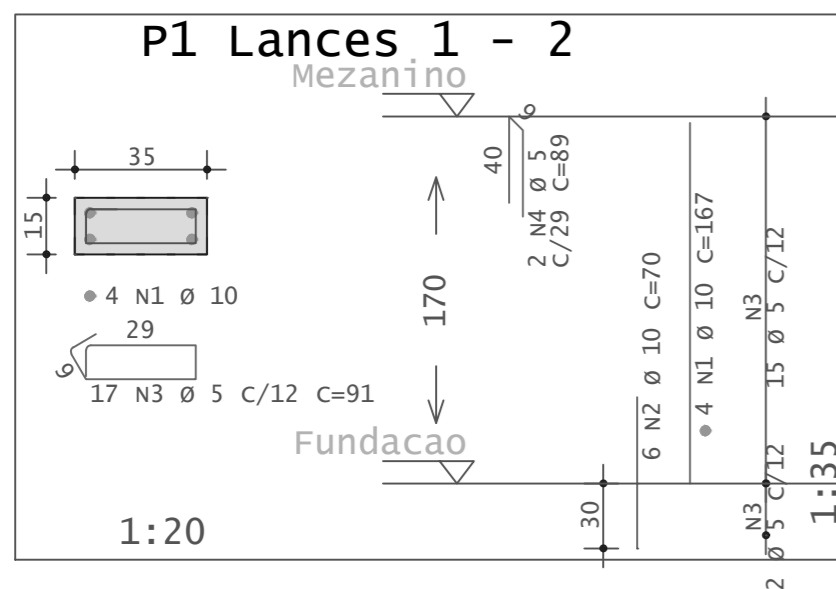 P1 Lances 1 - 2
Mezanino
35
15
4 N1 Ø 10
29
9
17 N3 Ø 5 C/12 C=91
1:20
170
Fundacao
40
9
2 N4 Ø 5
C/29 C=89
30
6 N2 Ø 10 C=70
4 N1 Ø 10 C=167
N3
15 Ø 5 C/12
N3
2 Ø 5 C/12
1:35